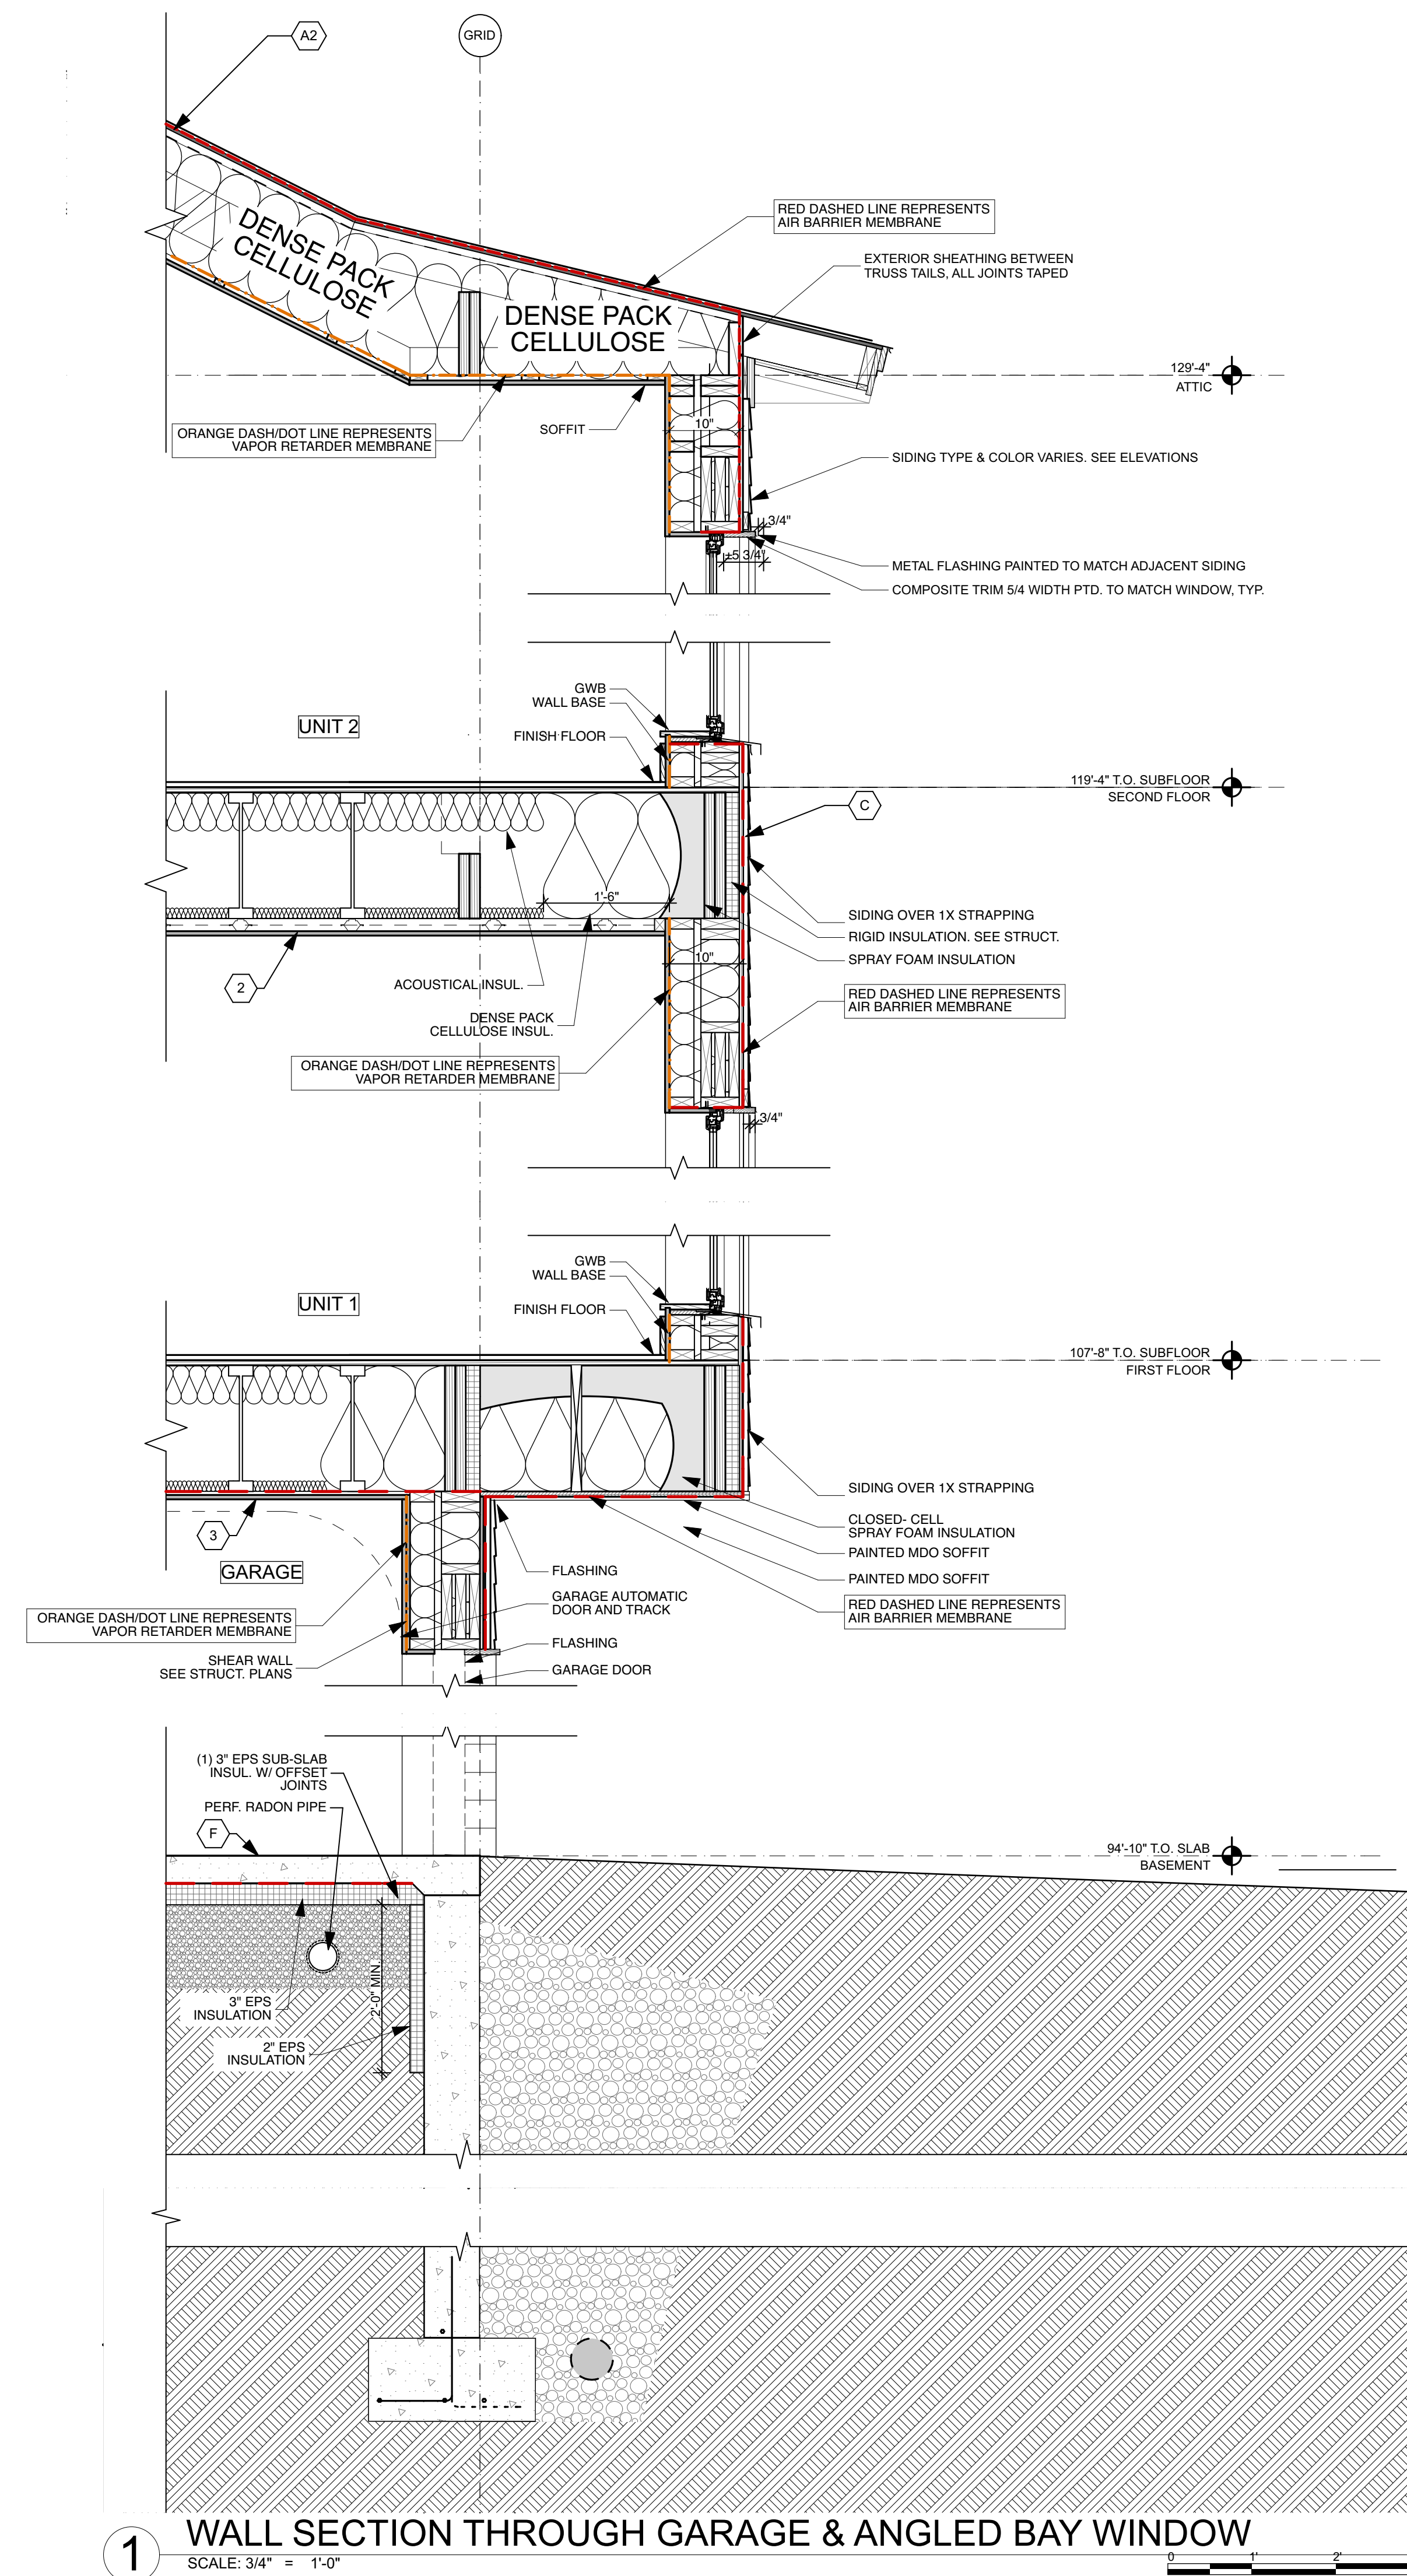 A2
GRID
DENSE PACK
CELLULOSE
DENSE PACK
CELLULOSE
RED DASHED LINE REPRESENTS
AIR BARRIER MEMBRANE
EXTERIOR SHEATHING BETWEEN
TRUSS TAILS, ALL JOINTS TAPED
129'-4"
ATTIC
ORANGE DASH/DOT LINE REPRESENTS
VAPOR RETARDER MEMBRANE
SOFFIT
10"
SIDING TYPE & COLOR VARIES. SEE ELEVATIONS
3/4"
±5 3/4"
METAL FLASHING PAINTED TO MATCH ADJACENT SIDING
COMPOSITE TRIM 5/4 WIDTH PTD. TO MATCH WINDOW, TYP.
UNIT 2
GWB
WALL BASE
FINISH FLOOR
119'-4" T.O. SUBFLOOR
SECOND FLOOR
C
1'-6"
SIDING OVER 1X STRAPPING
RIGID INSULATION. SEE STRUCT.
SPRAY FOAM INSULATION
10"
2
ACOUSTICAL INSUL.
DENSE PACK
CELLULOSE INSUL.
RED DASHED LINE REPRESENTS
AIR BARRIER MEMBRANE
ORANGE DASH/DOT LINE REPRESENTS
VAPOR RETARDER MEMBRANE
3/4"
UNIT 1
GWB
WALL BASE
FINISH FLOOR
107'-8" T.O. SUBFLOOR
FIRST FLOOR
SIDING OVER 1X STRAPPING
CLOSED- CELL
SPRAY FOAM INSULATION
PAINTED MDO SOFFIT
PAINTED MDO SOFFIT
RED DASHED LINE REPRESENTS
AIR BARRIER MEMBRANE
3
GARAGE
FLASHING
GARAGE AUTOMATIC
DOOR AND TRACK
ORANGE DASH/DOT LINE REPRESENTS
VAPOR RETARDER MEMBRANE
FLASHING
SHEAR WALL
SEE STRUCT. PLANS
GARAGE DOOR
(1) 3" EPS SUB-SLAB
INSUL. W/ OFFSET
JOINTS
PERF. RADON PIPE
F
94'-10" T.O. SLAB
BASEMENT
2'-0" MIN.
3" EPS
INSULATION
2" EPS
INSULATION
1
WALL SECTION THROUGH GARAGE & ANGLED BAY WINDOW
SCALE: 3/4" = 1'-0"
0 1' 2'